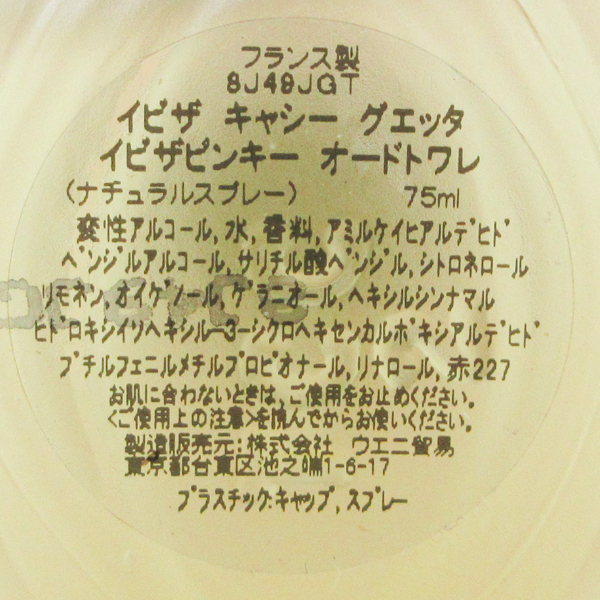 フランス製
8J49JGT
イビザ キャシー グエッタ
イビザピンキー オードトワレ
(ナチュラルスプレー) 75ml
変性アルコール,水,香料,アミルケイヒアルデヒド
ベンジルアルコール,サリチル酸ベンジル,シトロネロール
リモネン,オイゲノール,ゲラニオール,ヘキシルシンナマル
ヒドロキシイソヘキシル-3-シクロヘキセンカルボキシアルデヒド
ブチルフェニルメチルプロピオナール,リナロール,赤227
お肌に合わないときは,ご使用をお止めください。
<ご使用上の注意>を読んでからお使いください。
製造販売元:株式会社 ウエニ貿易
東京都台東区池之端1-6-17
プラスチック:キャップ,スプレー